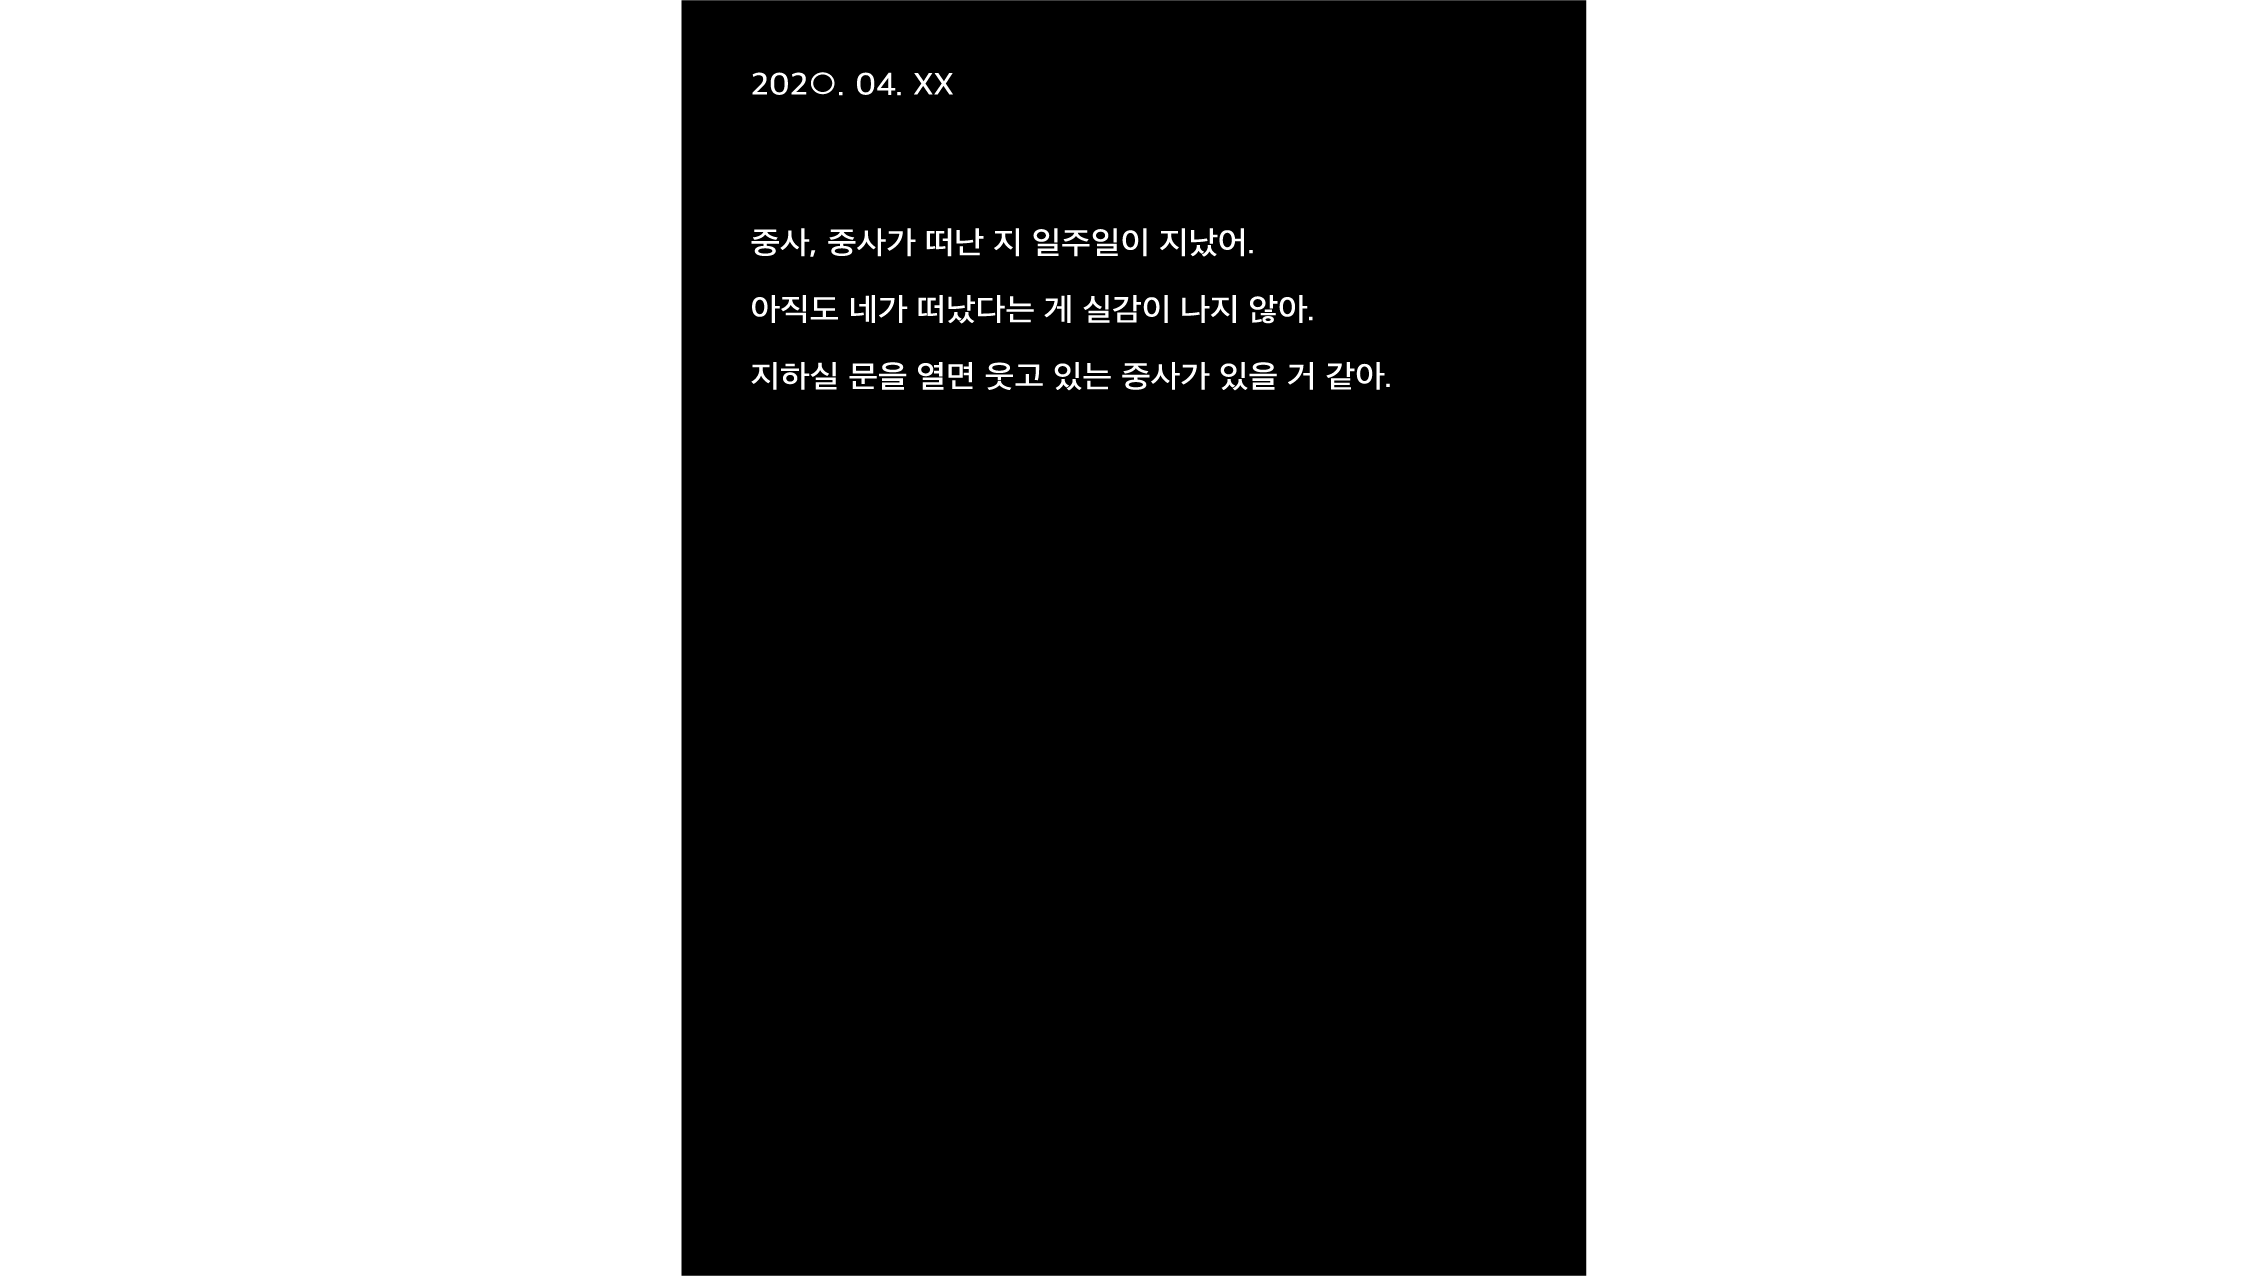 202○. 04. XX
중사, 중사가 떠난 지 일주일이 지났어.
아직도 네가 떠났다는 게 실감이 나지 않아.
지하실 문을 열면 웃고 있는 중사가 있을 거 같아.